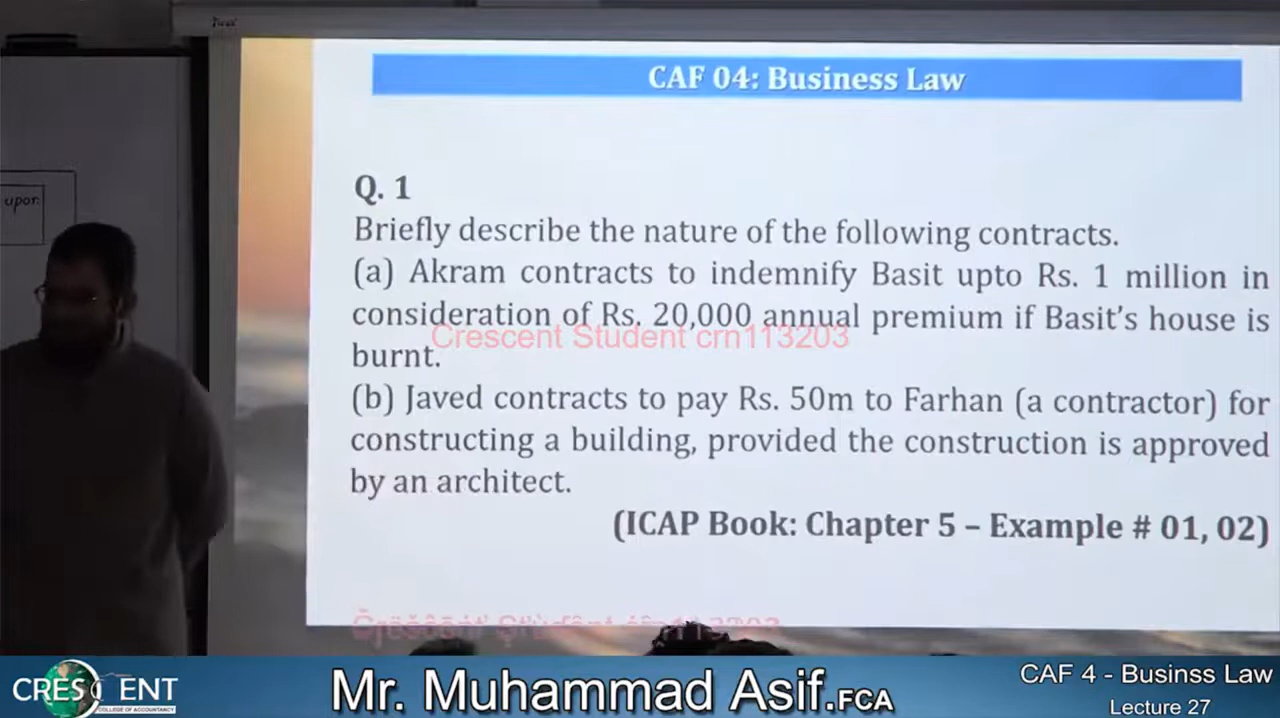 CAF 04: Business Law
upon
Q. 1
Briefly describe the nature of the following contracts.
(a) Akram contracts to indemnify Basit upto Rs. 1 million in
consideration of Rs. 20,000 annual premium if Basit's house is
Crescent Student crn113203
burnt.
(b) Javed contracts to pay Rs. 50m to Farhan (a contractor) for
constructing a building, provided the construction is approved
by an architect.
(ICAP Book: Chapter 5 – Example # 01, 02)
CRESCENT
COLLEGE OF ACCOUNTANCY
Mr. Muhammad Asif.FCA
CAF 4 - Businss Law
Lecture 27